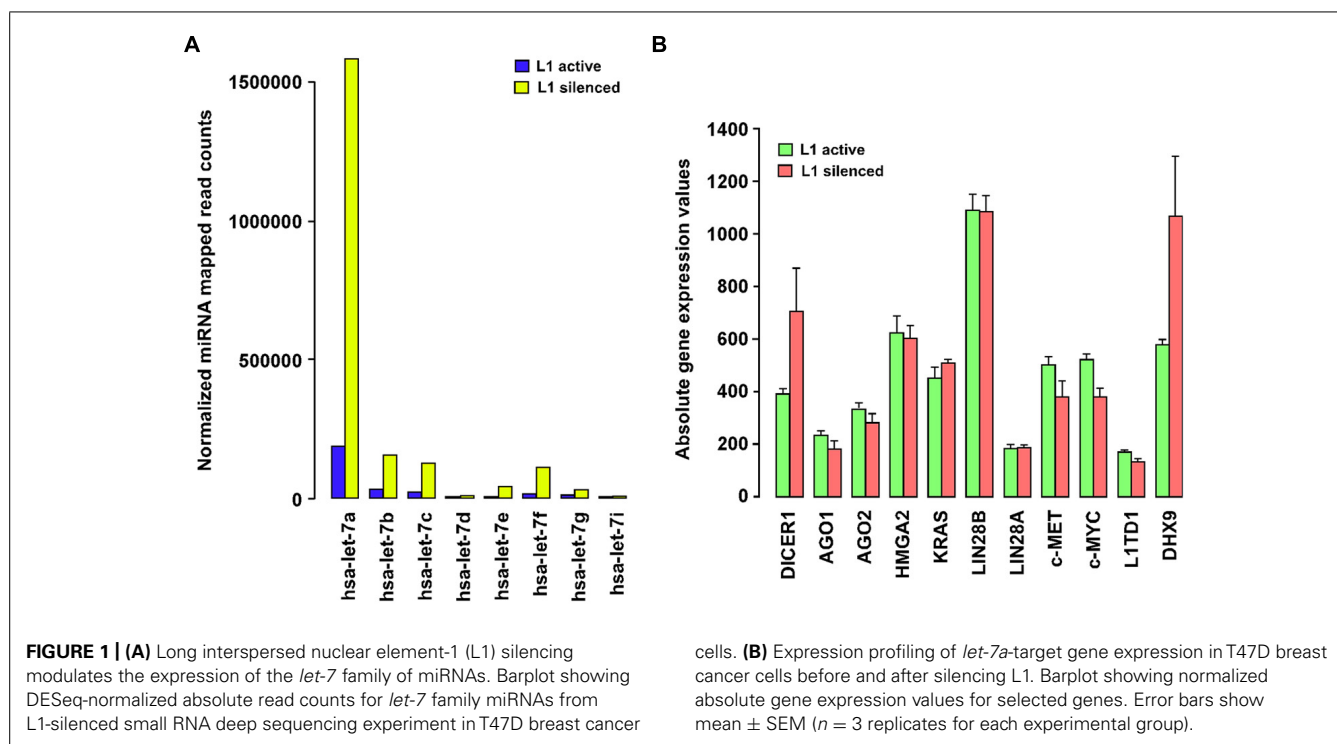 A
Normalized miRNA mapped read counts
1500000
1000000
500000
0
L1 active
L1 silenced
hsa-let-7a
hsa-let-7b
hsa-let-7c
hsa-let-7d
hsa-let-7e
hsa-let-7f
hsa-let-7g
hsa-let-7i
B
Absolute gene expression values
1400
1200
1000
800
600
400
200
0
L1 active
L1 silenced
DICER1
AGO1
AGO2
HMGA2
KRAS
LIN28B
LIN28A
c-MET
c-MYC
L1TD1
DHX9
FIGURE 1 | (A) Long interspersed nuclear element-1 (L1) silencing
modulates the expression of the let-7 family of miRNAs. Barplot showing
DESeq-normalized absolute read counts for let-7 family miRNAs from
L1-silenced small RNA deep sequencing experiment in T47D breast cancer
cells. (B) Expression profiling of let-7a-target gene expression in T47D breast
cancer cells before and after silencing L1. Barplot showing normalized
absolute gene expression values for selected genes. Error bars show
mean ± SEM (n = 3 replicates for each experimental group).